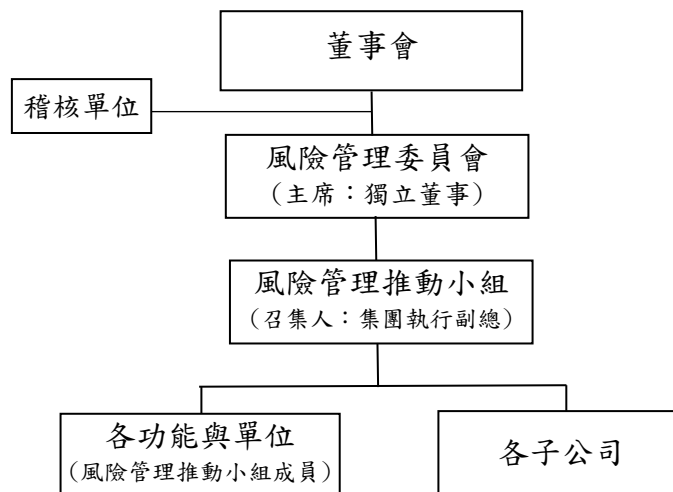 董事會
稽核單位
風險管理委員會
（主席：獨立董事）
風險管理推動小組
（召集人：集團執行副總）
各功能與單位
（風險管理推動小組成員）
各子公司